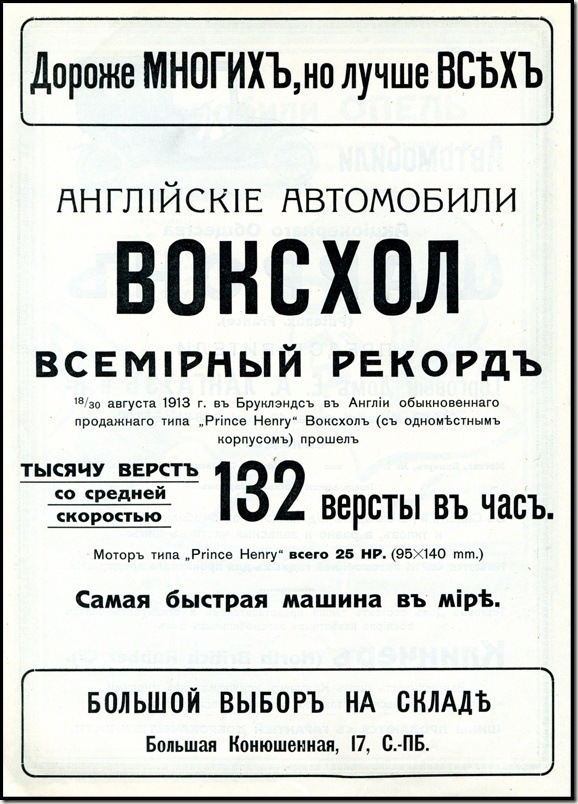 Дороже МНОГИХЪ, но лучше ВСѢХЪ
АНГЛІЙСКІЕ АВТОМОБИЛИ
ВОКСХОЛ
ВСЕМІРНЫЙ РЕКОРДЪ
18/30 августа 1913 г. въ Бруклэндсъ въ Англіи обыкновеннаго
продажнаго типа „Prince Henry“ Воксхолъ (съ одномѣстнымъ
корпусомъ) прошелъ
ТЫСЯЧУ ВЕРСТЪ
со средней
скоростью
132 версты въ часъ.
Моторъ типа „Prince Henry“ всего 25 HP. (95×140 mm.)
Самая быстрая машина въ мірѣ.
БОЛЬШОЙ ВЫБОРЪ НА СКЛАДѢ
Большая Конюшенная, 17, С.-ПБ.